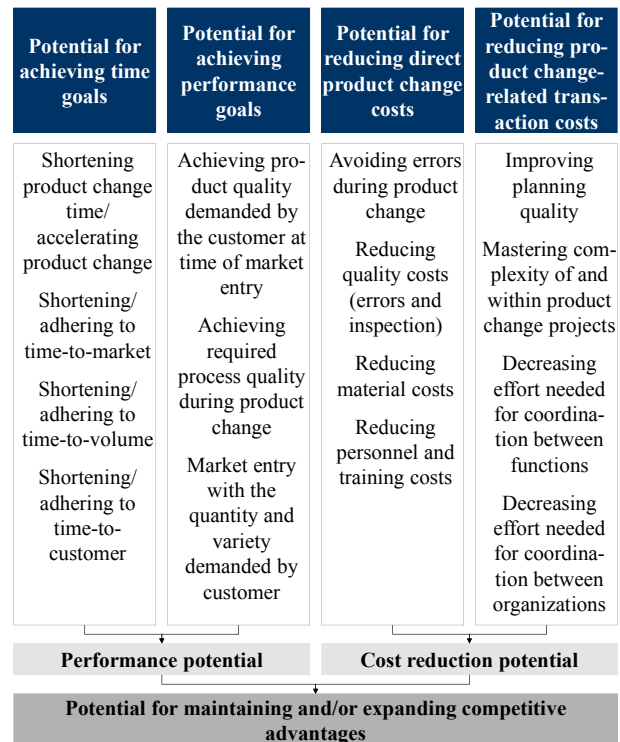 Potential for
achieving time
goals
Potential for
achieving
performance
goals
Potential for
reducing direct
product change
costs
Potential for
reducing pro-
duct change-
related trans-
action costs
Shortening
product change
time/
accelerating
product change
Shortening/
adhering to
time-to-market
Shortening/
adhering to
time-to-volume
Shortening/
adhering to
time-to-
customer
Achieving pro-
duct quality
demanded by
the customer at
time of market
entry
Achieving
required
process quality
during product
change
Market entry
with the
quantity and
variety
demanded by
customer
Avoiding errors
during product
change
Reducing
quality costs
(errors and
inspection)
Reducing
material costs
Reducing
personnel and
training costs
Improving
planning
quality
Mastering com-
plexity of and
within product
change projects
Decreasing
effort needed
for coordina-
tion between
functions
Decreasing
effort needed
for coordina-
tion between
organizations
Performance potential
Cost reduction potential
Potential for maintaining and/or expanding competitive
advantages